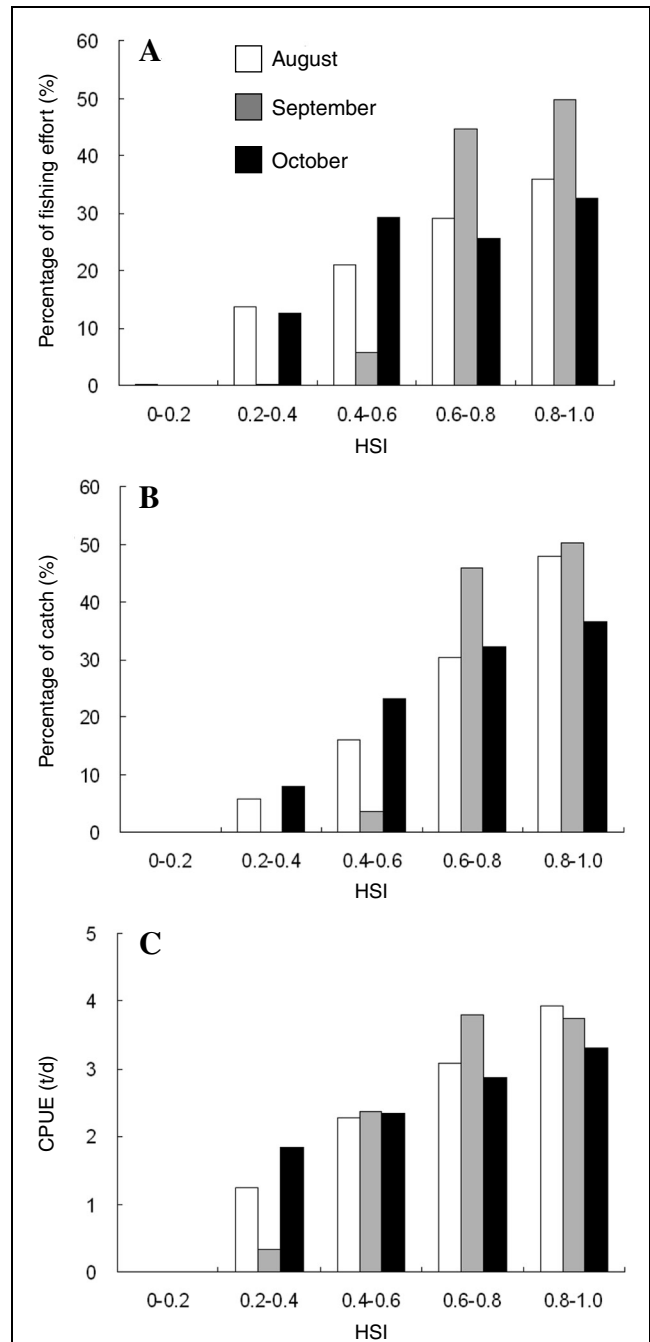 A
August
September
October
Percentage of fishing effort (%)
60
50
40
30
20
10
0
0-0.2 0.2-0.4 0.4-0.6 0.6-0.8 0.8-1.0
HSI
B
Percentage of catch (%)
60
50
40
30
20
10
0
0-0.2 0.2-0.4 0.4-0.6 0.6-0.8 0.8-1.0
HSI
C
CPUE (t/d)
5
4
3
2
1
0
0-0.2 0.2-0.4 0.4-0.6 0.6-0.8 0.8-1.0
HSI